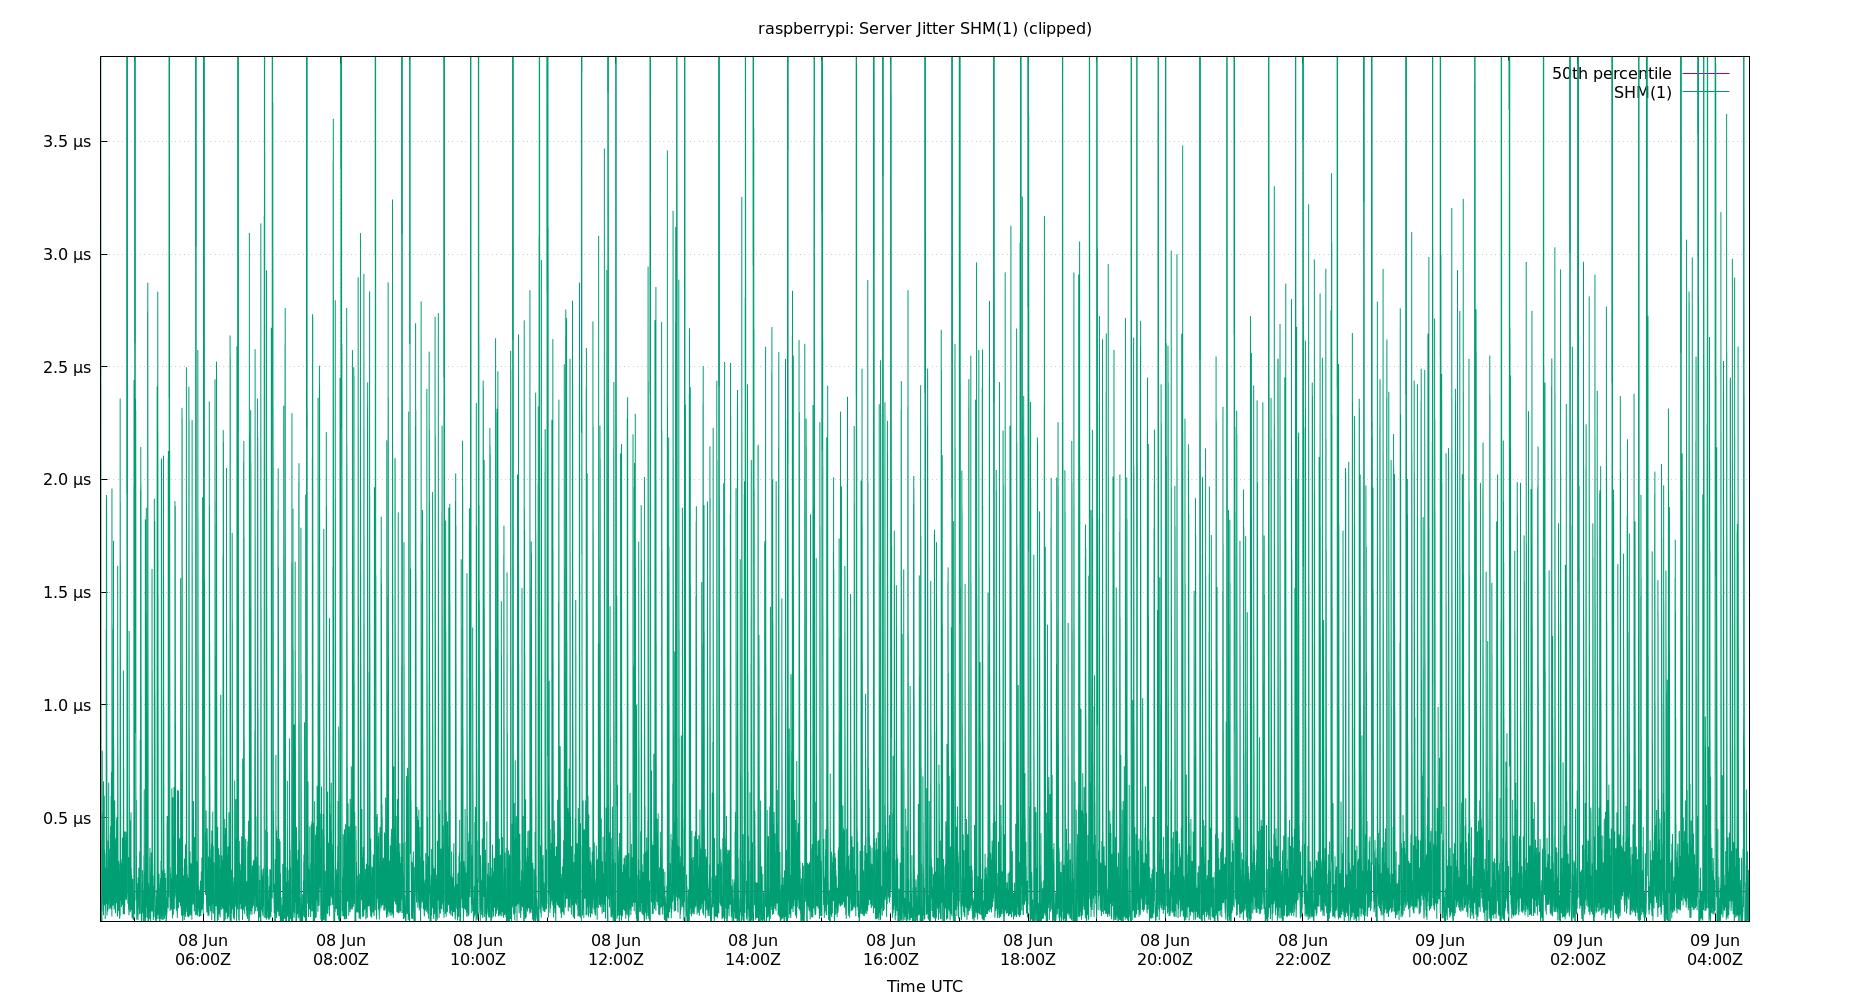 raspberrypi: Server Jitter SHM(1) (clipped)
50th percentile
SHM(1)
3.5 µs
3.0 µs
2.5 µs
2.0 µs
1.5 µs
1.0 µs
0.5 µs
08 Jun 08 Jun 08 Jun 08 Jun 08 Jun 08 Jun 08 Jun 08 Jun 08 Jun 09 Jun 09 Jun 09 Jun
06:00Z 08:00Z 10:00Z 12:00Z 14:00Z 16:00Z 18:00Z 20:00Z 22:00Z 00:00Z 02:00Z 04:00Z
Time UTC